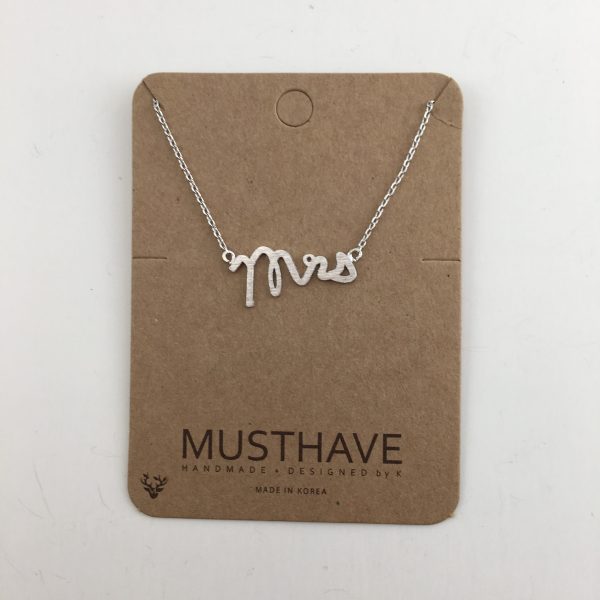 Mrs
MUSTHAVE
HANDMADE + DESIGNED by K
MADE IN KOREA